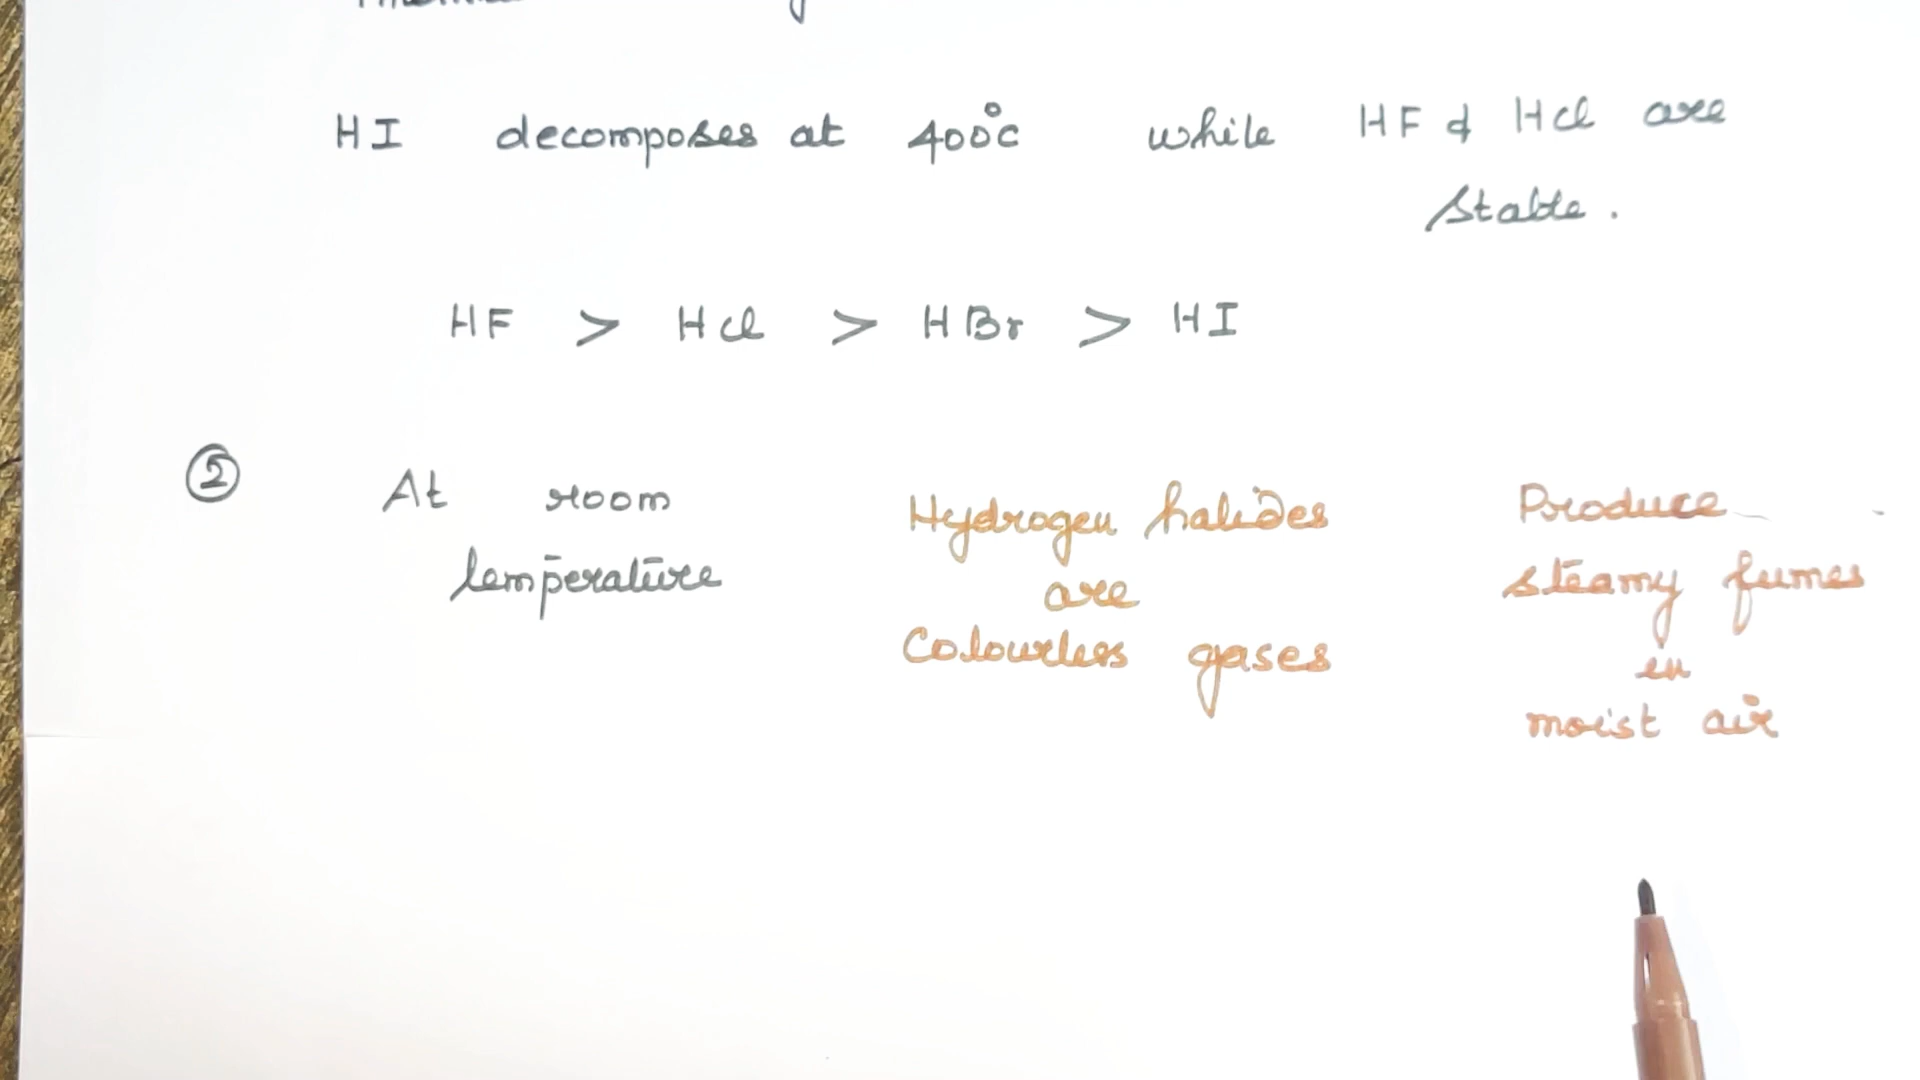 HI decomposes at 400°C while HF & HCl are
stable.
HF > HCl > HBr > HI
② At room
temperature
Hydrogen halides
are
Colourless gases
Produce
steamy fumes
in
moist air